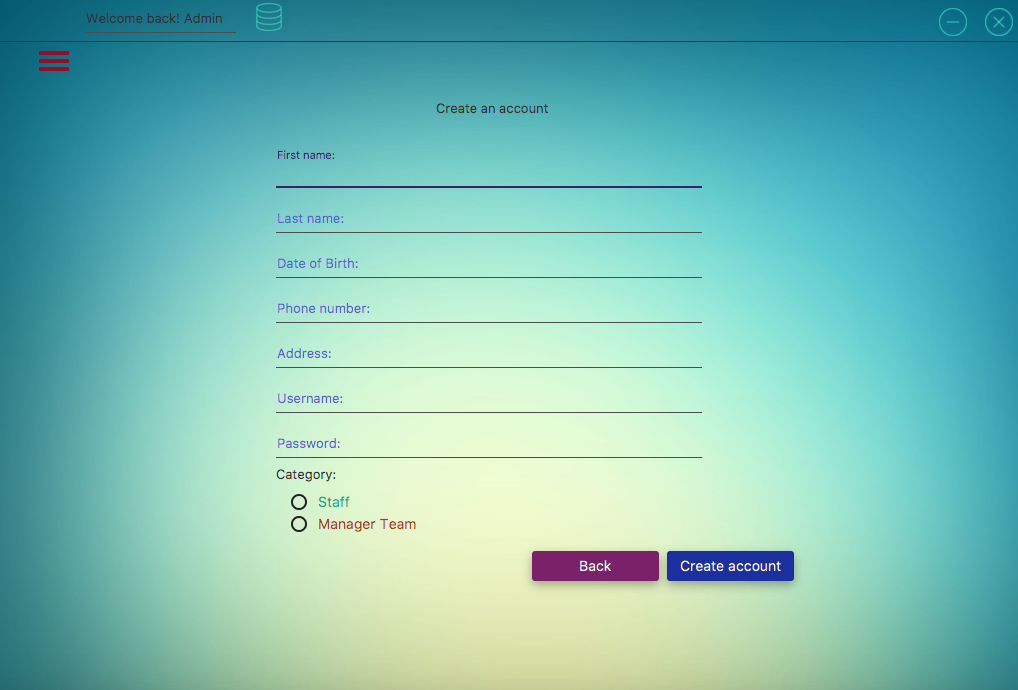 Welcome back! Admin
Create an account
First name:
Last name:
Date of Birth:
Phone number:
Address:
Username:
Password:
Category:
Staff
Manager Team
Back
Create account